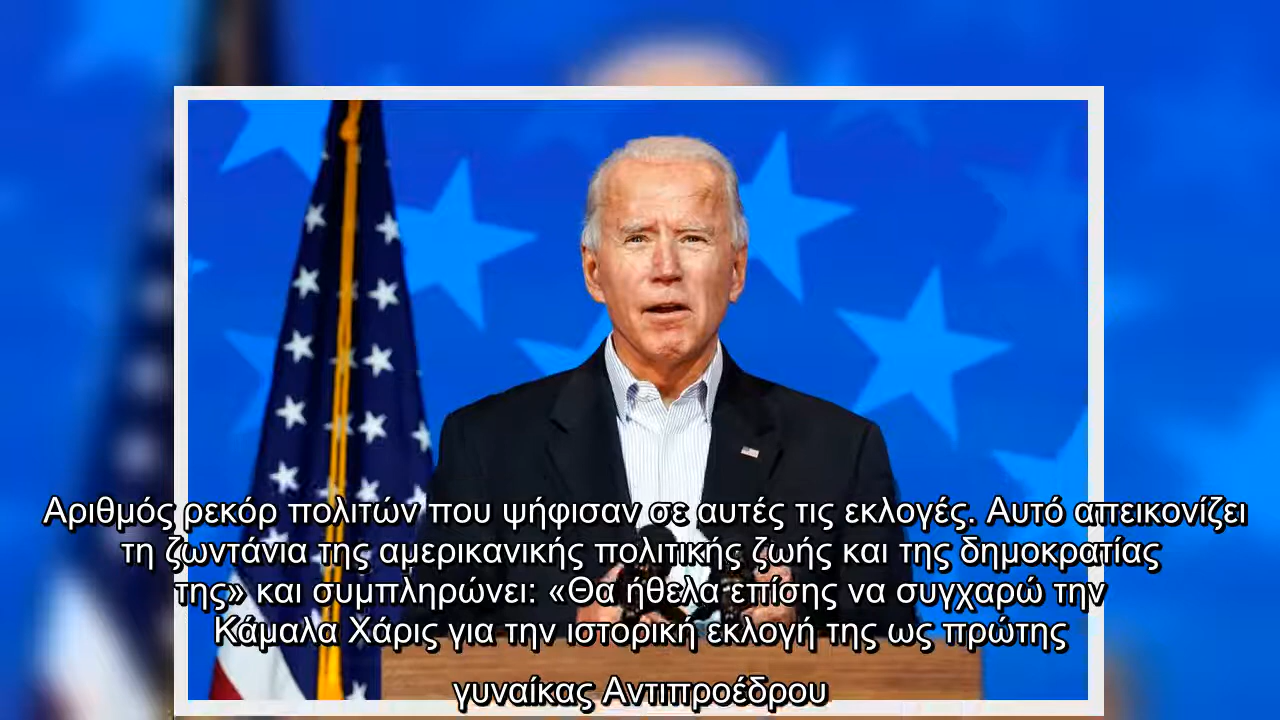 Αριθμός ρεκόρ πολιτών που ψήφισαν σε αυτές τις εκλογές. Αυτό απεικονίζει
τη ζωντάνια της αμερικανικής πολιτικής ζωής και της δημοκρατίας
της» και συμπληρώνει: «Θα ήθελα επίσης να συγχαρώ την
Κάμαλα Χάρις για την ιστορική εκλογή της ως πρώτης
γυναίκας Αντιπροέδρου